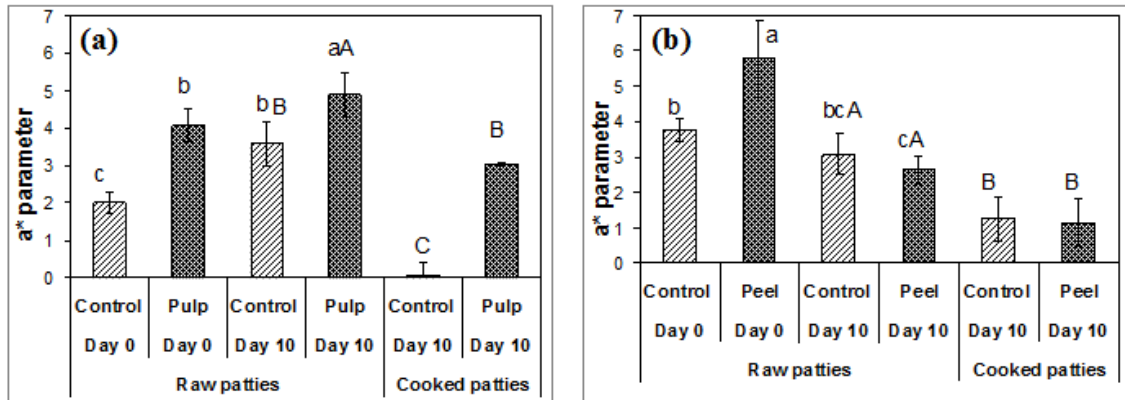 (a)
a* parameter
7
6
5
4
3
2
1
0
c
b
b B
aA
C
B
Control Pulp Control Pulp Control Pulp
Day 0 Day 0 Day 10 Day 10 Day 10 Day 10
Raw patties Cooked patties
(b)
a* parameter
7
6
5
4
3
2
1
0
b
a
bcA
cA
B
B
Control Peel Control Peel Control Peel
Day 0 Day 0 Day 10 Day 10 Day 10 Day 10
Raw patties Cooked patties